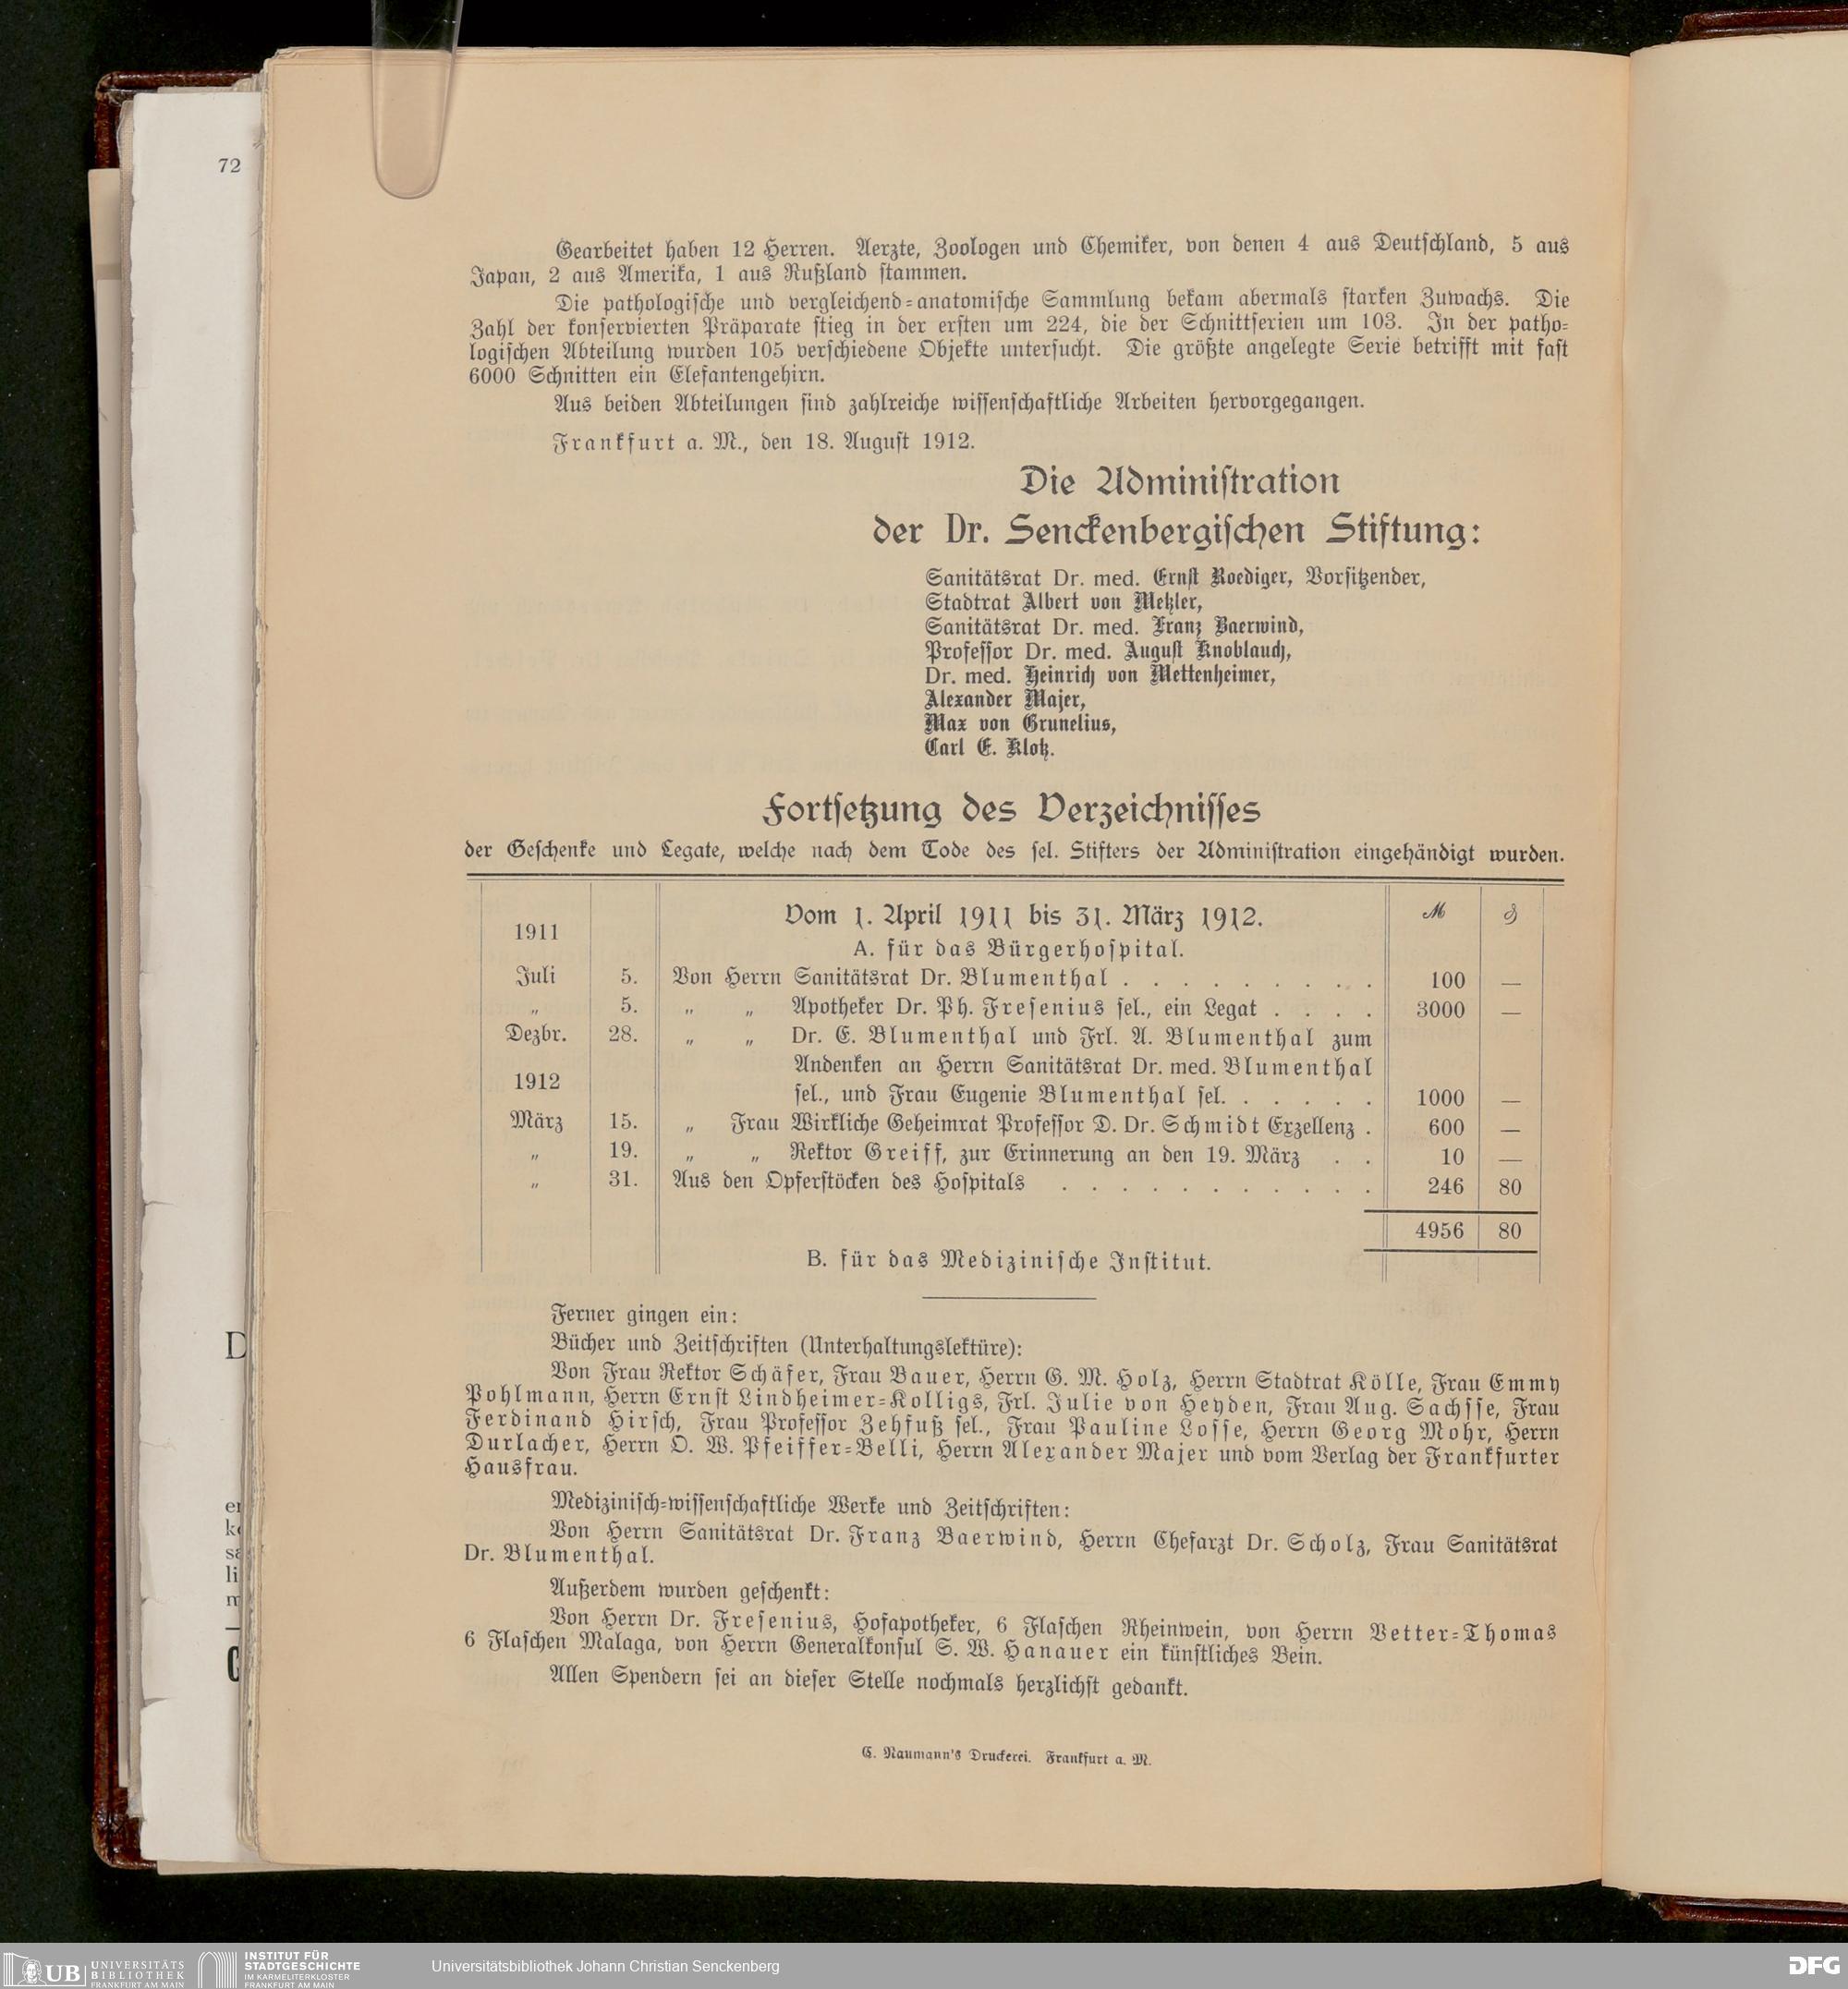 72
Gearbeitet haben 12 Herren. Aerzte, Zoologen und Chemiker, von denen 4 aus Deutschland, 5 aus
Japan, 2 aus Amerika, 1 aus Rußland stammen.
Die pathologische und vergleichend-anatomische Sammlung bekam abermals starken Zuwachs. Die
Zahl der konservierten Präparate stieg in der ersten um 224, die der Schnittserien um 103. In der patho-
logischen Abteilung wurden 105 verschiedene Objekte untersucht. Die größte angelegte Serie betrifft mit fast
6000 Schnitten ein Elefantengehirn.
Aus beiden Abteilungen sind zahlreiche wissenschaftliche Arbeiten hervorgegangen.
Frankfurt a. M., den 18. August 1912.
Die Administration
der Dr. Senckenbergischen Stiftung:
Sanitätsrat Dr. med. Ernst Roediger, Vorsitzender,
Stadtrat Albert von Metzler,
Sanitätsrat Dr. med. Franz Baerwind,
Professor Dr. med. August Knoblauch,
Dr. med. Heinrich von Mettenheimer,
Alexander Majer,
Max von Grunelius,
Carl E. Klotz.
Fortsetzung des Verzeichnisses
der Geschenke und Legate, welche nach dem Tode des sel. Stifters der Administration eingehändigt wurden.
Vom 1. April 1911 bis 31. März 1912. ℳ ₰
1911
A. für das Bürgerhospital.
Juli 5. Von Herrn Sanitätsrat Dr. Blumenthal . . . . . . . . . 100 —
„ 5. „ „ Apotheker Dr. Ph. Fresenius sel., ein Legat . . . . 3000 —
Dezbr. 28. „ „ Dr. E. Blumenthal und Frl. A. Blumenthal zum
Andenken an Herrn Sanitätsrat Dr. med. Blumenthal
1912
sel., und Frau Eugenie Blumenthal sel. . . . . . 1000 —
März 15. „ Frau Wirkliche Geheimrat Professor D. Dr. Schmidt Exzellenz . 600 —
„ 19. „ „ Rektor Greiff, zur Erinnerung an den 19. März . . 10 —
„ 31. Aus den Opferstöcken des Hospitals . . . . . . . . . . . 246 80
4956 80
B. für das Medizinische Institut.
Ferner gingen ein:
Bücher und Zeitschriften (Unterhaltungslektüre):
Von Frau Rektor Schäfer, Frau Bauer, Herrn G. M. Holz, Herrn Stadtrat Kölle, Frau Emmy
Pohlmann, Herrn Ernst Lindheimer-Kolligs, Frl. Julie von Heyden, Frau Aug. Sachsse, Frau
Ferdinand Hirsch, Frau Professor Zehfuß sel., Frau Pauline Losse, Herrn Georg Mohr, Herrn
Durlacher, Herrn O. W. Pfeiffer-Belli, Herrn Alexander Majer und vom Verlag der Frankfurter
Hausfrau.
Medizinisch-wissenschaftliche Werke und Zeitschriften:
Von Herrn Sanitätsrat Dr. Franz Baerwind, Herrn Chefarzt Dr. Scholz, Frau Sanitätsrat
Dr. Blumenthal.
Außerdem wurden geschenkt:
Von Herrn Dr. Fresenius, Hofapotheker, 6 Flaschen Rheinwein, von Herrn Vetter-Thomas
6 Flaschen Malaga, von Herrn Generalkonsul S. W. Hanauer ein künstliches Bein.
Allen Spendern sei an dieser Stelle nochmals herzlichst gedankt.
C. Naumann's Druckerei. Frankfurt a. M.
UB UNIVERSITÄTS
BIBLIOTHEK
FRANKFURT AM MAIN
INSTITUT FÜR
STADTGESCHICHTE
IM KARMELITERKLOSTER
FRANKFURT AM MAIN
Universitätsbibliothek Johann Christian Senckenberg
DFG